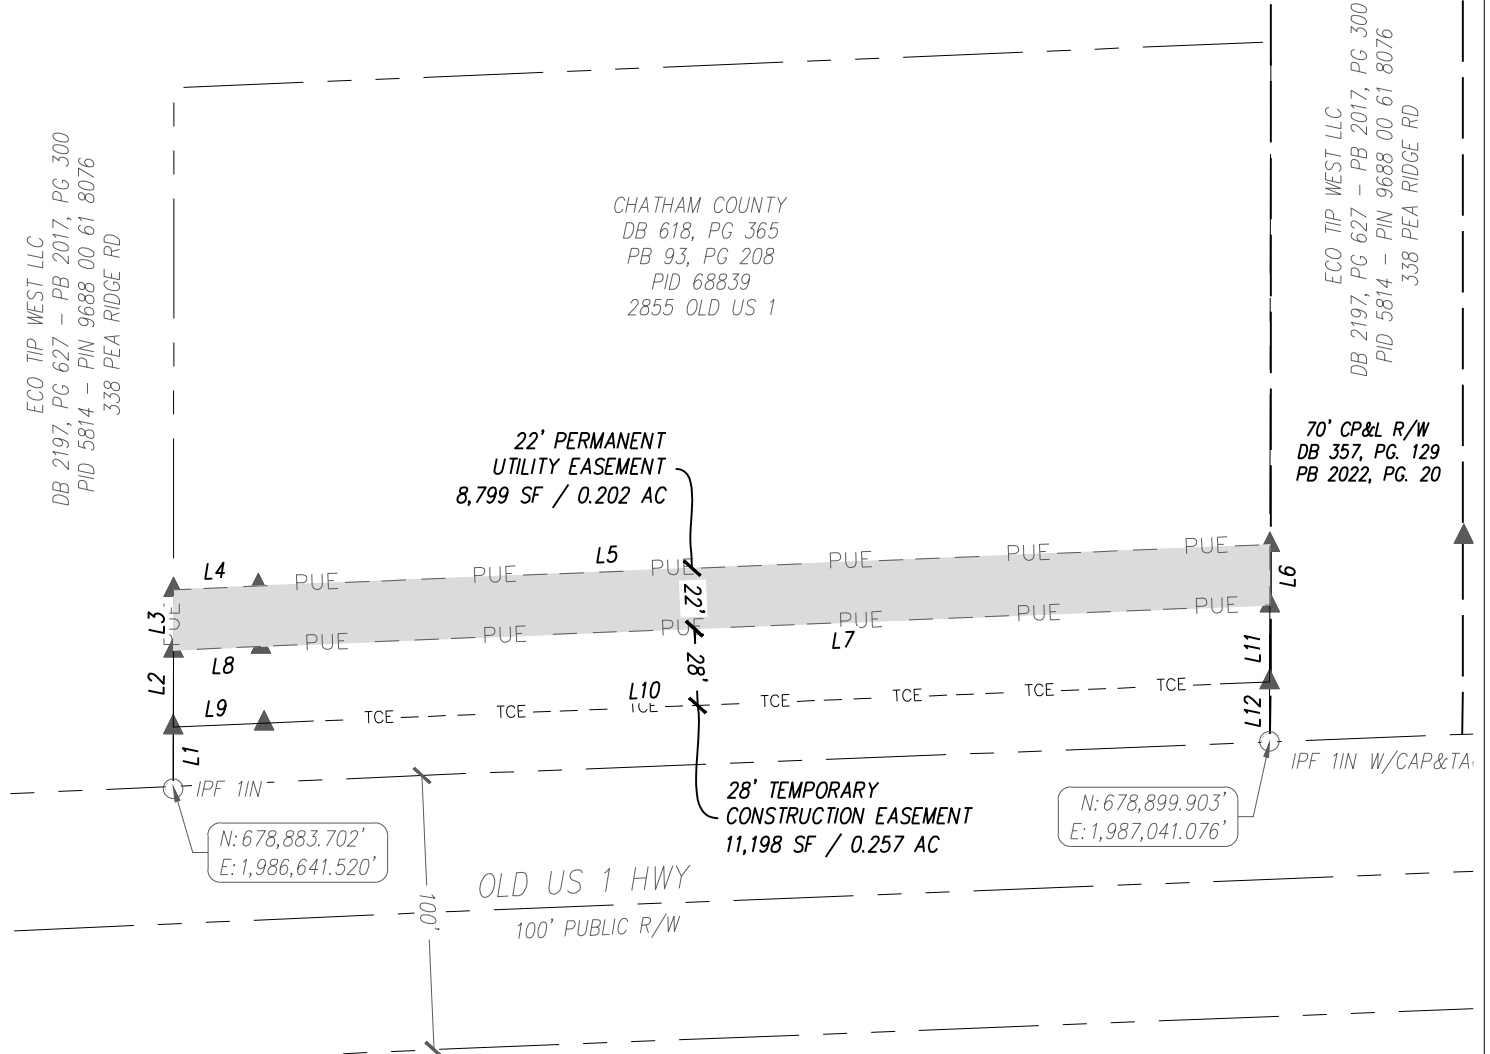 ECO TIP WEST LLC
DB 2197, PG 627 - PB 2017, PG 300
PID 5814 - PIN 9688 00 61 8076
338 PEA RIDGE RD
CHATHAM COUNTY
DB 618, PG 365
PB 93, PG 208
PID 68839
2855 OLD US 1
ECO TIP WEST LLC
DB 2197, PG 627 - PB 2017, PG 300
PID 5814 - PIN 9688 00 61 8076
338 PEA RIDGE RD
22' PERMANENT
UTILITY EASEMENT
8,799 SF / 0.202 AC
70' CP&L R/W
DB 357, PG. 129
PB 2022, PG. 20
L4
L5
PUE PUE PUE PUE PUE PUE
L3
PUE
22'
L6
PUE PUE PUE PUE PUE PUE
L8
L7
L2
28'
L11
L9
L10
TCE TCE TCE TCE TCE TCE TCE
L12
L1
IPF 1IN
IPF 1IN W/CAP&TA
N: 678,883.702'
E: 1,986,641.520'
28' TEMPORARY
CONSTRUCTION EASEMENT
11,198 SF / 0.257 AC
N: 678,899.903'
E: 1,987,041.076'
100'
OLD US 1 HWY
100' PUBLIC R/W